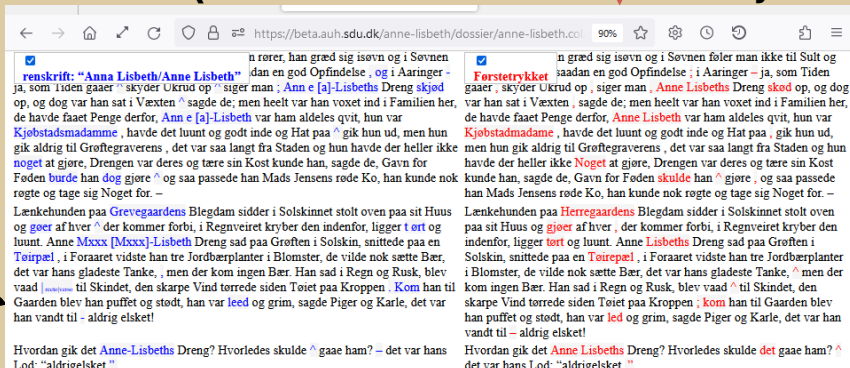 https://beta.auh.sdu.dk/anne-lisbeth/dossier/anne-lisbeth.col
90%
renskrift: “Anna Lisbeth/Anne Lisbeth”
n rører, han græd sig isøvn og i Søvnen
dan en god Opfindelse , og i Aaringer -
ja, som Tiden gaaer ^ skyder Ukrud op ^ siger man ; Ann e [a]-Lisbeths Dreng skjød
op, og dog var han sat i Væxten ^ sagde de; men heelt var han voxet ind i Familien her,
de havde faaet Penge derfor, Ann e [a]-Lisbeth var ham aldeles qvit, hun var
Kjøbstadsmadamme , havde det luunt og godt inde og Hat paa ^ gik hun ud, men hun
gik aldrig til Grøftegraverens , det var saa langt fra Staden og hun havde der heller ikke
noget at gjøre, Drengen var deres og tære sin Kost kunde han, sagde de, Gavn for
Føden burde han dog gjøre ^ og saa passede han Mads Jensens røde Ko, han kunde nok
røgte og tage sig Noget for. –
Lænkehunden paa Grevegaardens Blegdam sidder i Solskinnet stolt oven paa sit Huus
og gøer af hver ^ der kommer forbi, i Regnveiret kryber den indenfor, ligger t ørt og
luunt. Anne Mxxx [Mxxx]-Lisbeth Dreng sad paa Grøften i Solskin, snittede paa en
Tøirpæl , i Foraaret vidste han tre Jordbærplanter i Blomster, de vilde nok sætte Bær,
det var hans gladeste Tanke, , men der kom ingen Bær. Han sad i Regn og Rusk, blev
vaad til Skindet, den skarpe Vind tørrede siden Tøiet paa Kroppen . Kom han til
Gaarden blev han puffet og stødt, han var leed og grim, sagde Piger og Karle, det var
han vandt til - aldrig elsket!
Hvordan gik det Anne-Lisbeths Dreng? Hvorledes skulde ^ gaae ham? – det var hans
Lod: “aldrigelsket.”
Førstetrykket
n græd sig isøvn og i Søvnen føler man ikke til Sult og
saadan en god Opfindelse ; i Aaringer – ja, som Tiden
gaaer , skyder Ukrud op , siger man , Anne Lisbeths Dreng skød op, og dog
var han sat i Væxten , sagde de; men heelt var han voxet ind i Familien her,
de havde faaet Penge derfor, Anne Lisbeth var ham aldeles qvit, hun var
Kjøbstadmadame , havde det luunt og godt inde og Hat paa , gik hun ud,
men hun gik aldrig til Grøftegraverens , det var saa langt fra Staden og hun
havde der heller ikke Noget at gjøre, Drengen var deres og tære sin Kost
kunde han, sagde de, Gavn for Føden skulde han ^ gjøre , og saa passede
han Mads Jensens røde Ko, han kunde nok røgte og tage sig Noget for. –
Lænkehunden paa Herregaardens Blegdam sidder i Solskinnet stolt oven
paa sit Huus og gjøer af hver , der kommer forbi, i Regnveiret kryber den
indenfor, ligger tørt og luunt. Anne Lisbeths Dreng sad paa Grøften i
Solskin, snittede paa en Tøirepæl , i Foraaret vidste han tre Jordbærplanter
i Blomster, de vilde nok sætte Bær, det var hans gladeste Tanke, ^ men der
kom ingen Bær. Han sad i Regn og Rusk, blev vaad ^ til Skindet, den
skarpe Vind tørrede siden Tøiet paa Kroppen ; kom han til Gaarden blev
han puffet og stødt, han var led og grim, sagde Piger og Karle, det var han
vandt til – aldrig elsket!
Hvordan gik det Anne Lisbeths Dreng? Hvorledes skulde det gaae ham? ^
det var hans Lod: “aldrigelsket.”